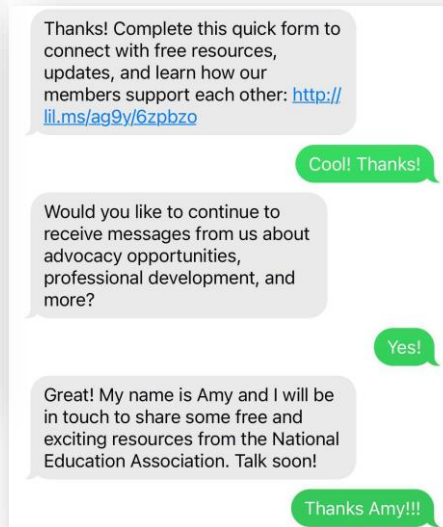 Thanks! Complete this quick form to
connect with free resources,
updates, and learn how our
members support each other: http://
lil.ms/ag9y/6zpbzo
Cool! Thanks!
Would you like to continue to
receive messages from us about
advocacy opportunities,
professional development, and
more?
Yes!
Great! My name is Amy and I will be
in touch to share some free and
exciting resources from the National
Education Association. Talk soon!
Thanks Amy!!!